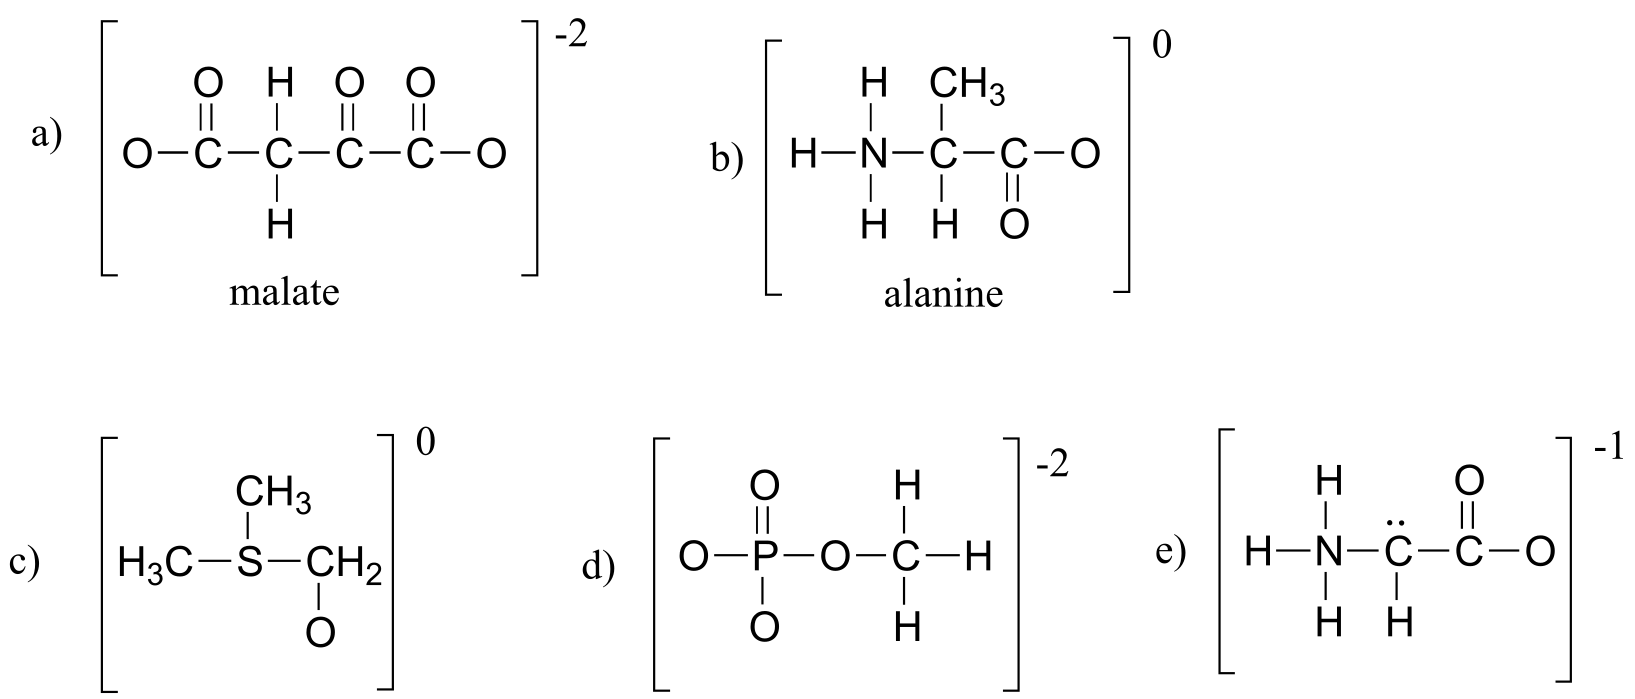 a) -2
O H O O
O C C C C O
H
malate
b) 0
H CH3
H N C C O
H H O
alanine
c) 0
CH3
H3C S CH2
O
d) -2
O H
O P O C H
O H
e) -1
H O
H N C C O
H H